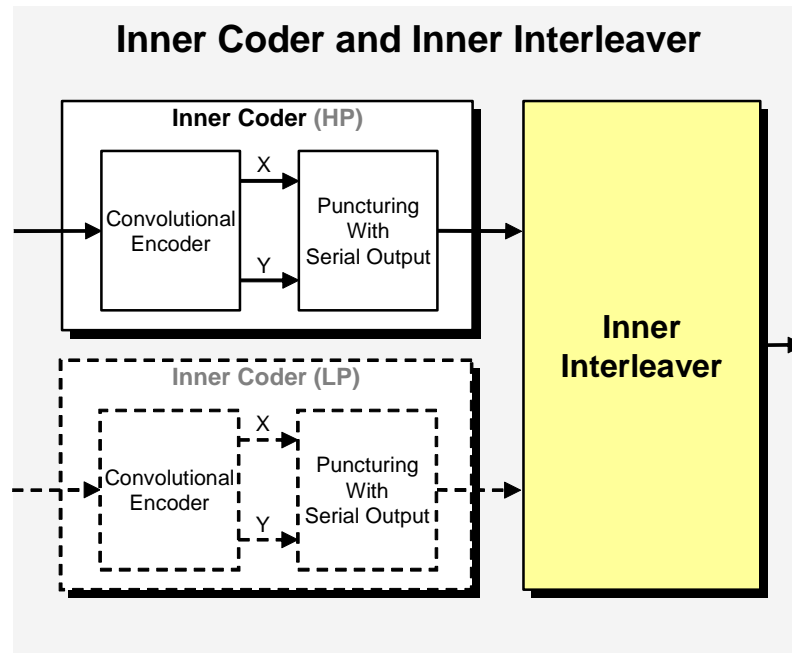 Inner Coder and Inner Interleaver
Inner Coder (HP)
Convolutional
Encoder
X
Y
Puncturing
With
Serial Output
Inner Coder (LP)
Convolutional
Encoder
X
Y
Puncturing
With
Serial Output
Inner
Interleaver